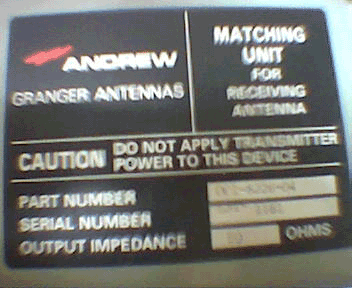 ANDREW
GRANGER ANTENNAS
MATCHING
UNIT
FOR
RECEIVING
ANTENNA
CAUTION
DO NOT APPLY TRANSMITTER
POWER TO THIS DEVICE
PART NUMBER
SERIAL NUMBER
OUTPUT IMPEDANCE OHMS